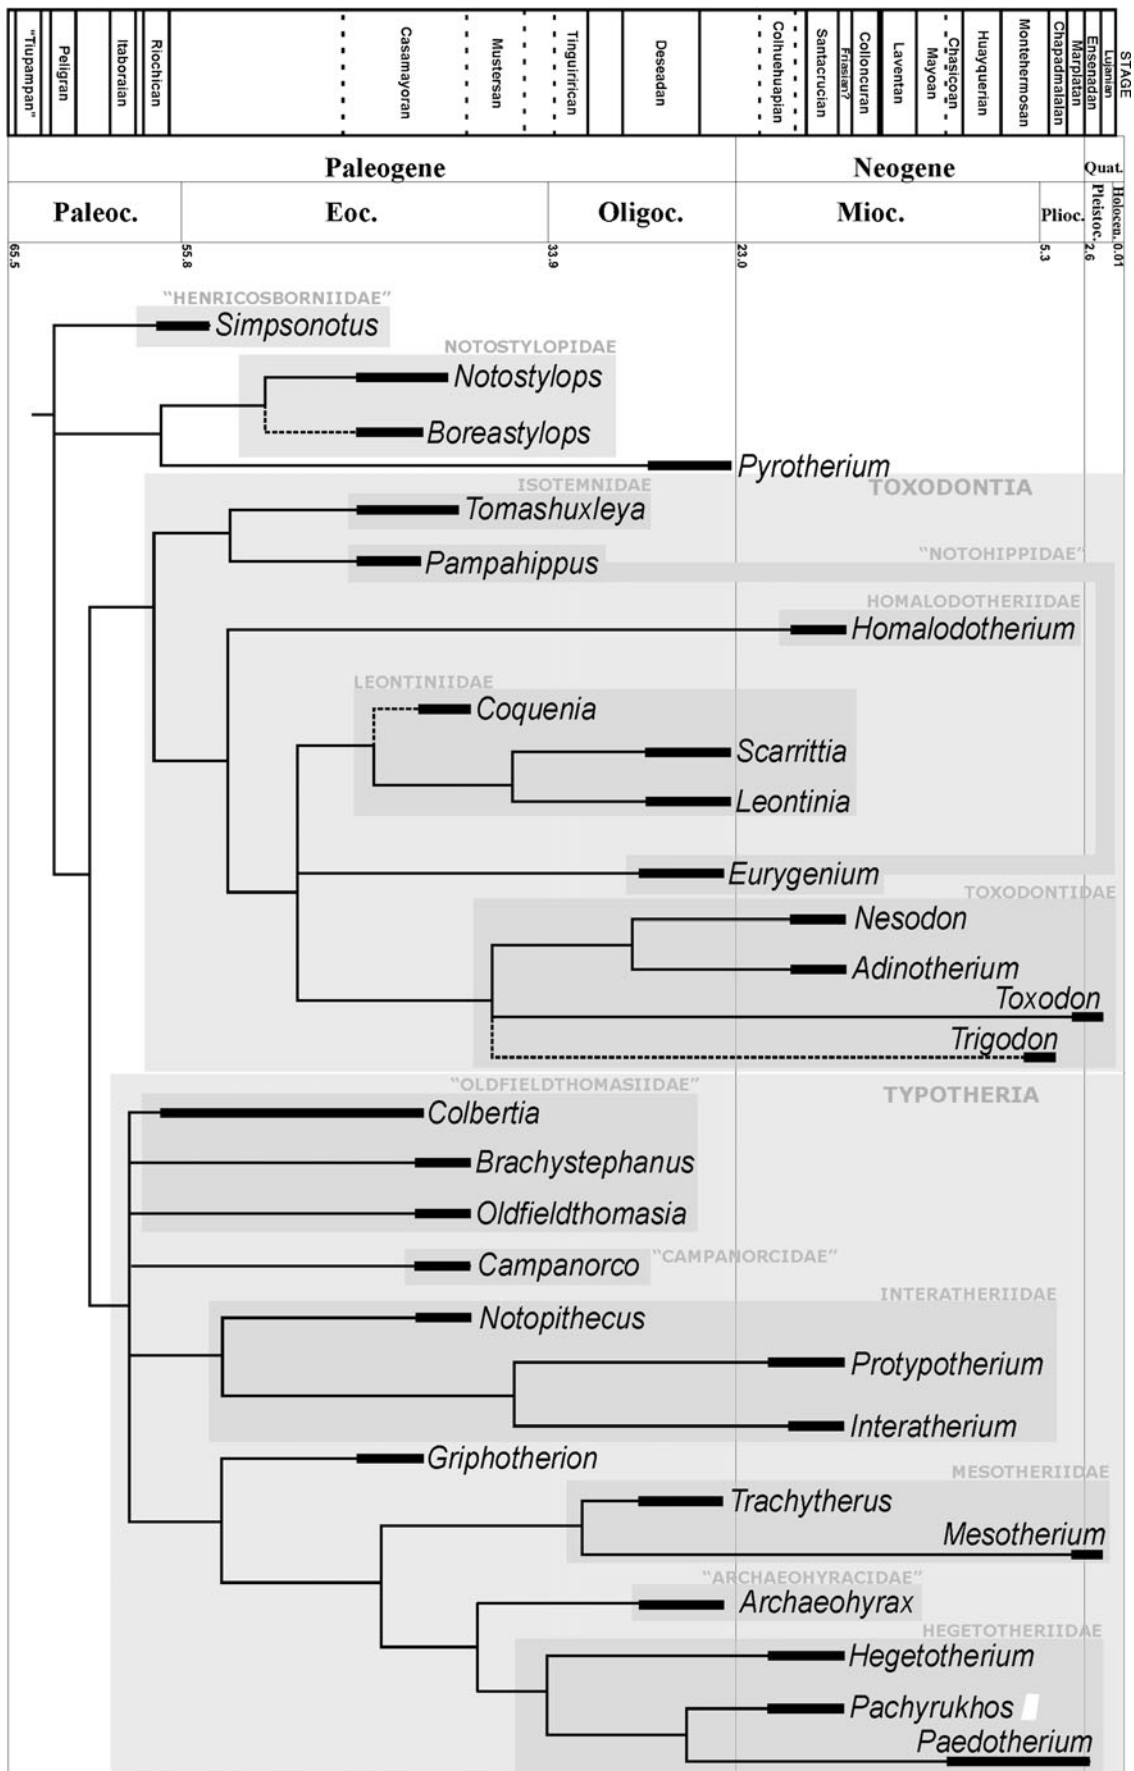 STAGE
"Tiupampan"
Peligran
Itaboraian
Riochican
Casamayoran
Mustersan
Tinguirirican
Deseadan
Colhuehuapian
Santacrucian
Friasian?
Colloncuran
Laventan
Mayoan
Chasicoan
Huayquerian
Montehermosan
Chapadmalalan
Marplatan
Ensenadan
Lujanian
Paleogene
Neogene
Quat.
Paleoc.
Eoc.
Oligoc.
Mioc.
Plioc.
Pleistoc.
Holocen.
65.5
55.8
33.9
23.0
5.3
2.6
0.01
"HENRICOSBORNIIDAE"
Simpsonotus
NOTOSTYLOPIDAE
Notostylops
Boreastylops
Pyrotherium
ISOTEMNIDAE
TOXODONTIA
Tomashuxleya
"NOTOHIPPIDAE"
Pampahippus
HOMALODOTHERIIDAE
Homalodotherium
LEONTINIIDAE
Coquenia
Scarrittia
Leontinia
Eurygenium
TOXODONTIDAE
Nesodon
Adinotherium
Toxodon
Trigodon
"OLDFIELDTHOMASIIDAE"
TYPOTHERIA
Colbertia
Brachystephanus
Oldfieldthomasia
Campanorco
"CAMPANORCIDAE"
INTERATHERIIDAE
Notopithecus
Protypotherium
Interatherium
Griphotherion
MESOTHERIIDAE
Trachytherus
Mesotherium
"ARCHAEOHYRACIDAE"
Archaeohyrax
HEGETOTHERIIDAE
Hegetotherium
Pachyrukhos
Paedotherium